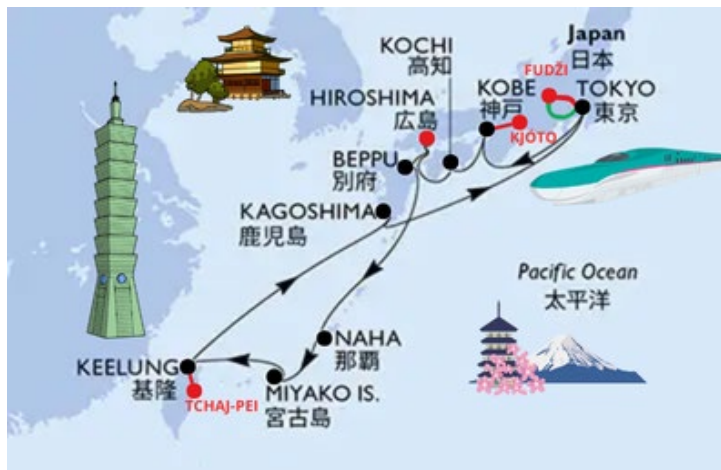 KOCHI
高知
Japan
日本
FUDŽI
HIROSHIMA
広島
KOBE
神戸
TOKYO
東京
KJÓTO
BEPPU
別府
KAGOSHIMA
鹿児島
Pacific Ocean
太平洋
NAHA
那覇
KEELUNG
基隆
TCHAJ-PEI
MIYAKO IS.
宮古島